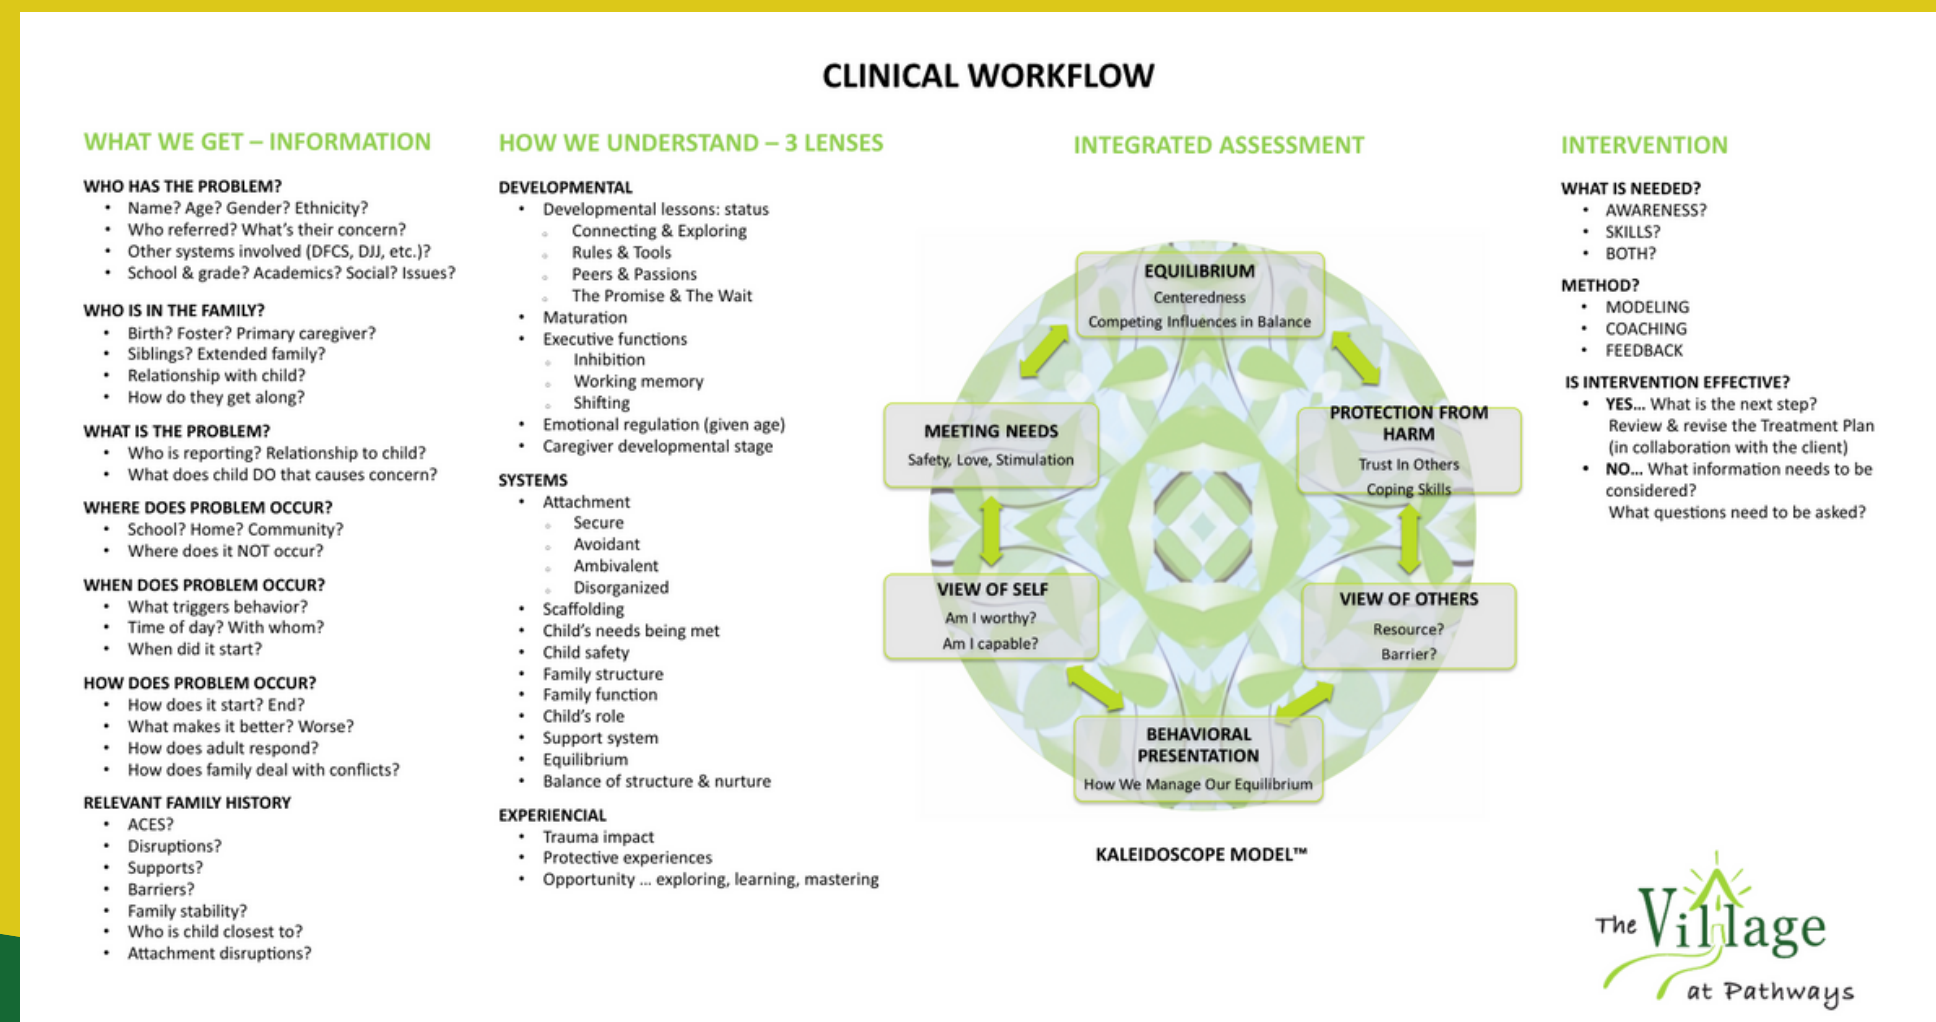 CLINICAL WORKFLOW
WHAT WE GET – INFORMATION
WHO HAS THE PROBLEM?
• Name? Age? Gender? Ethnicity?
• Who referred? What's their concern?
• Other systems involved (DFCS, DJJ, etc.)?
• School & grade? Academics? Social? Issues?
WHO IS IN THE FAMILY?
• Birth? Foster? Primary caregiver?
• Siblings? Extended family?
• Relationship with child?
• How do they get along?
WHAT IS THE PROBLEM?
• Who is reporting? Relationship to child?
• What does child DO that causes concern?
WHERE DOES PROBLEM OCCUR?
• School? Home? Community?
• Where does it NOT occur?
WHEN DOES PROBLEM OCCUR?
• What triggers behavior?
• Time of day? With whom?
• When did it start?
HOW DOES PROBLEM OCCUR?
• How does it start? End?
• What makes it better? Worse?
• How does adult respond?
• How does family deal with conflicts?
RELEVANT FAMILY HISTORY
• ACES?
• Disruptions?
• Supports?
• Barriers?
• Family stability?
• Who is child closest to?
• Attachment disruptions?
HOW WE UNDERSTAND – 3 LENSES
DEVELOPMENTAL
• Developmental lessons: status
◦ Connecting & Exploring
◦ Rules & Tools
◦ Peers & Passions
◦ The Promise & The Wait
• Maturation
• Executive functions
◦ Inhibition
◦ Working memory
◦ Shifting
• Emotional regulation (given age)
• Caregiver developmental stage
SYSTEMS
• Attachment
◦ Secure
◦ Avoidant
◦ Ambivalent
◦ Disorganized
• Scaffolding
• Child's needs being met
• Child safety
• Family structure
• Family function
• Child's role
• Support system
• Equilibrium
• Balance of structure & nurture
EXPERIENCIAL
• Trauma impact
• Protective experiences
• Opportunity ... exploring, learning, mastering
INTEGRATED ASSESSMENT
EQUILIBRIUM
Centeredness
Competing Influences in Balance
MEETING NEEDS
Safety, Love, Stimulation
PROTECTION FROM
HARM
Trust In Others
Coping Skills
VIEW OF SELF
Am I worthy?
Am I capable?
VIEW OF OTHERS
Resource?
Barrier?
BEHAVIORAL
PRESENTATION
How We Manage Our Equilibrium
KALEIDOSCOPE MODEL™
INTERVENTION
WHAT IS NEEDED?
• AWARENESS?
• SKILLS?
• BOTH?
METHOD?
• MODELING
• COACHING
• FEEDBACK
IS INTERVENTION EFFECTIVE?
• YES... What is the next step?
Review & revise the Treatment Plan
(in collaboration with the client)
• NO... What information needs to be
considered?
What questions need to be asked?
The Village
at Pathways